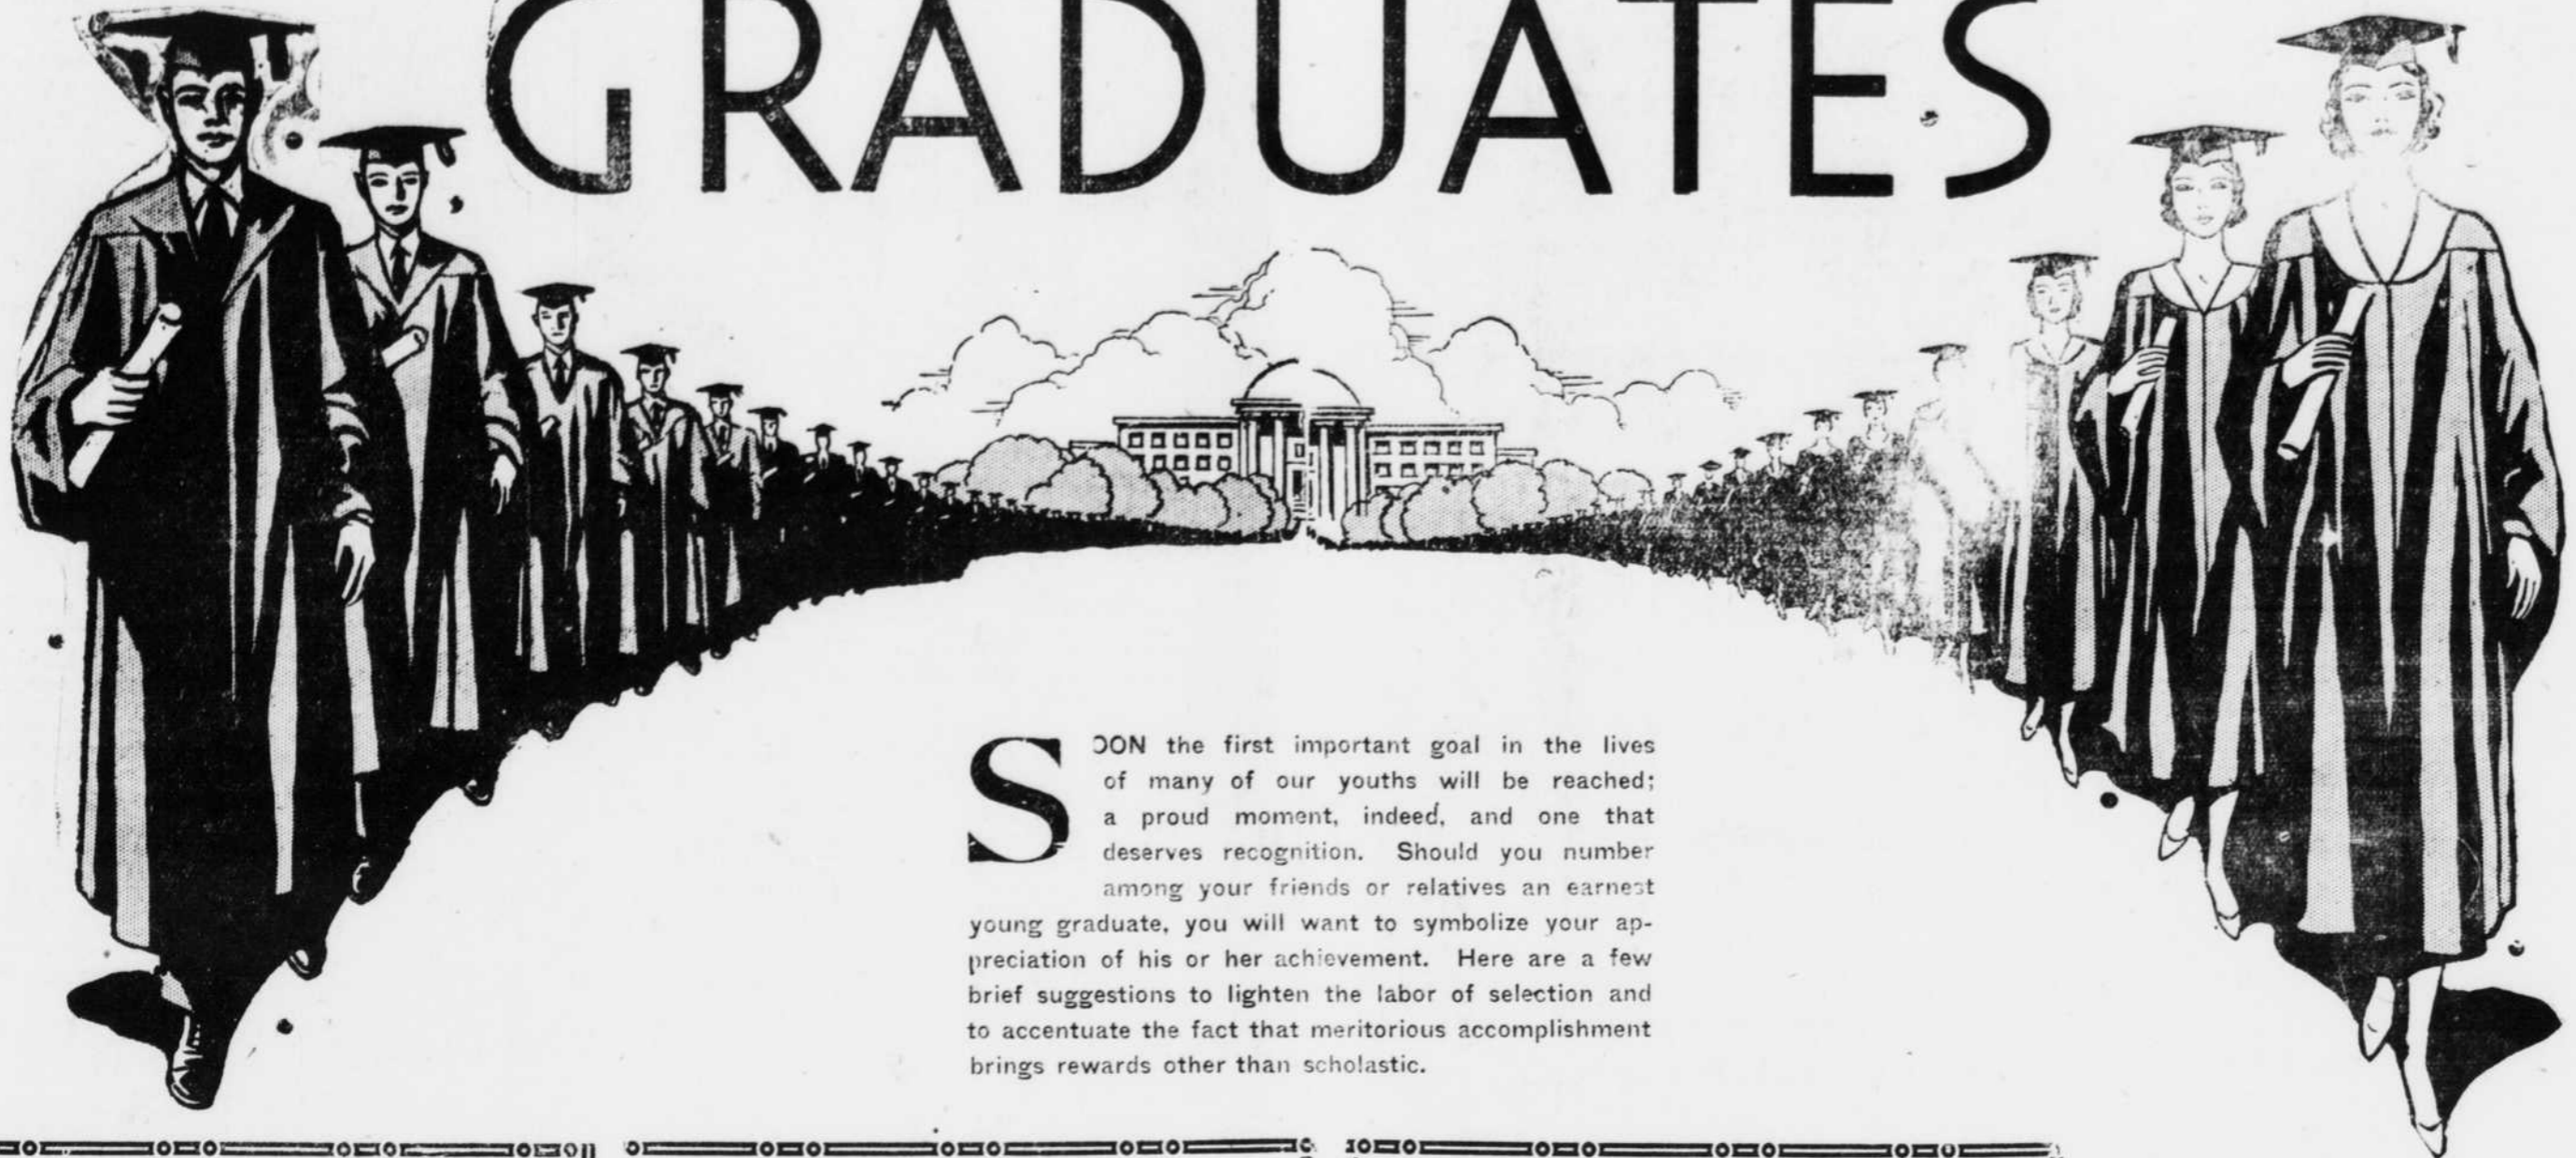 GRADUATES
SOON the first important goal in the lives
of many of our youths will be reached;
a proud moment, indeed, and one that
deserves recognition. Should you number
among your friends or relatives an earnest
young graduate, you will want to symbolize your ap-
preciation of his or her achievement. Here are a few
brief suggestions to lighten the labor of selection and
to accentuate the fact that meritorious accomplishment
brings rewards other than scholastic.